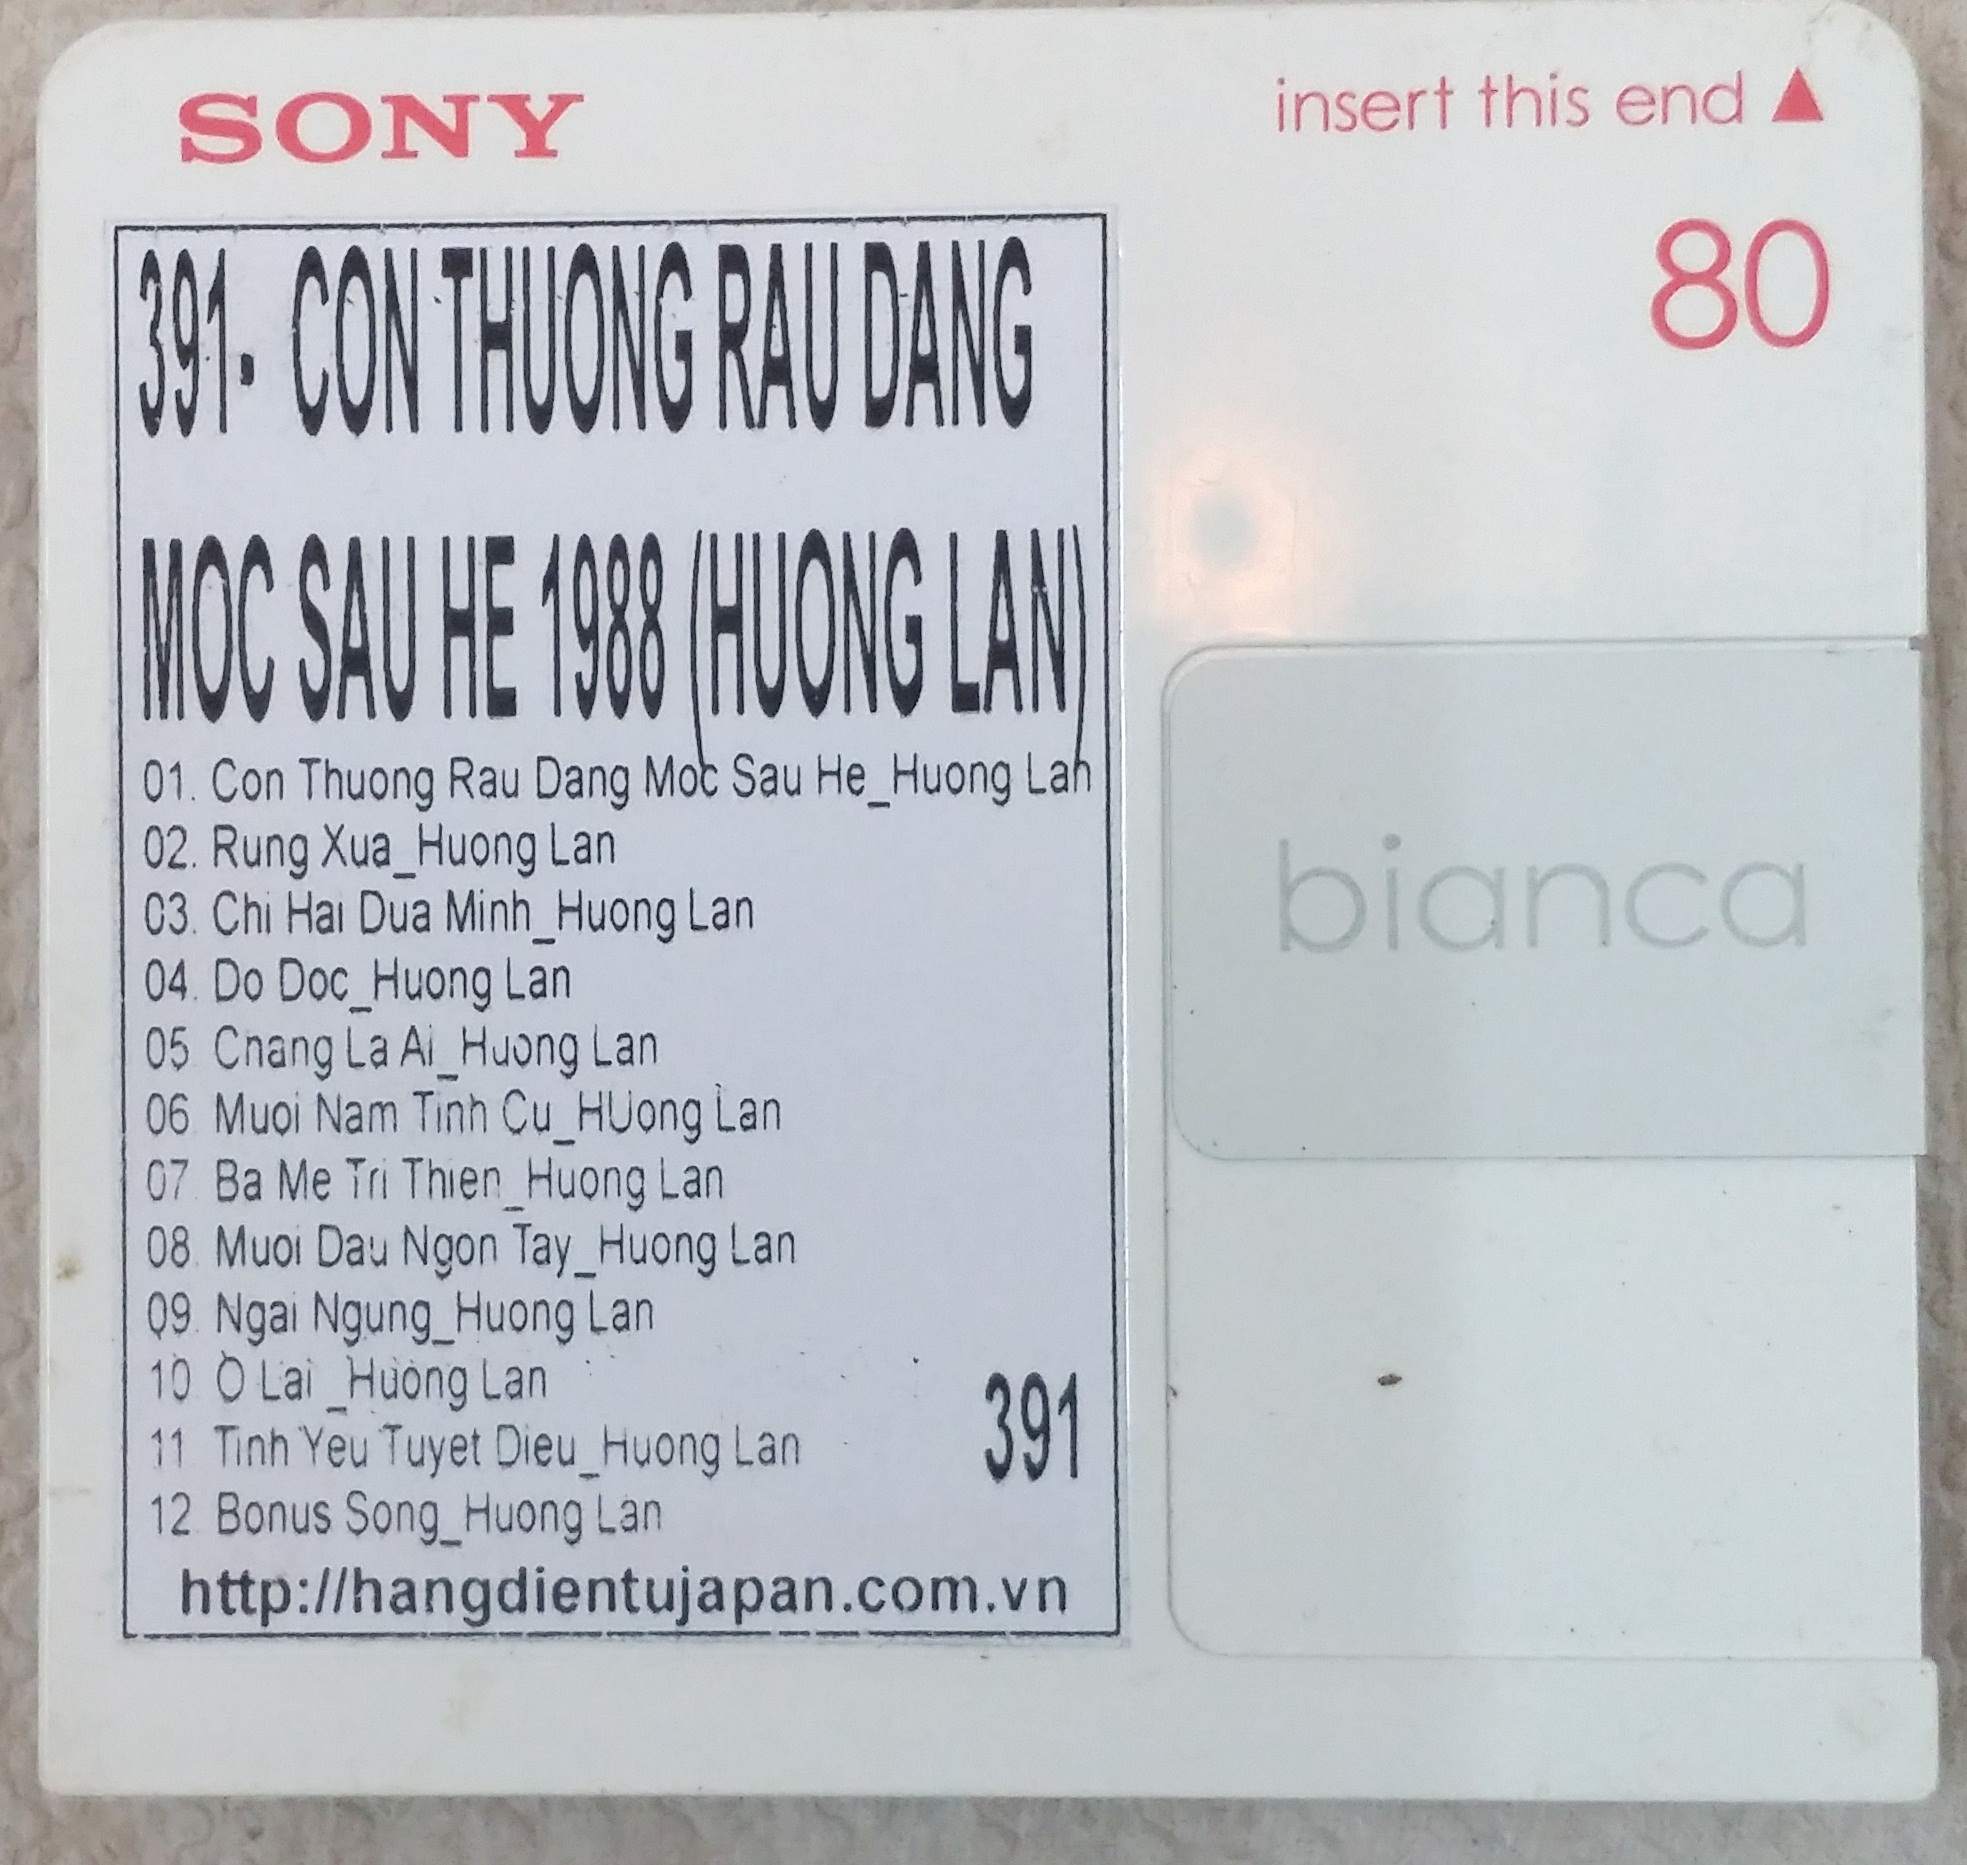 SONY
insert this end ▲
80
391- CON THUONG RAU DANG
MOC SAU HE 1988 (HUONG LAN)
01. Con Thuong Rau Dang Moc Sau He_Huong Lan
02. Rung Xua_Huong Lan
03. Chi Hai Dua Minh_Huong Lan
04. Do Doc_Huong Lan
05 Chang La Ai_Huong Lan
06 Muoi Nam Tinh Cu_HUong Lan
07 Ba Me Tri Thien_Huong Lan
08 Muoi Dau Ngon Tay_Huong Lan
09 Ngai Ngung_Huong Lan
10 O Lai _Huong Lan
11 Tinh Yeu Tuyet Dieu_Huong Lan
12 Bonus Song_Huong Lan
391
http://hangdientujapan.com.vn
bianca